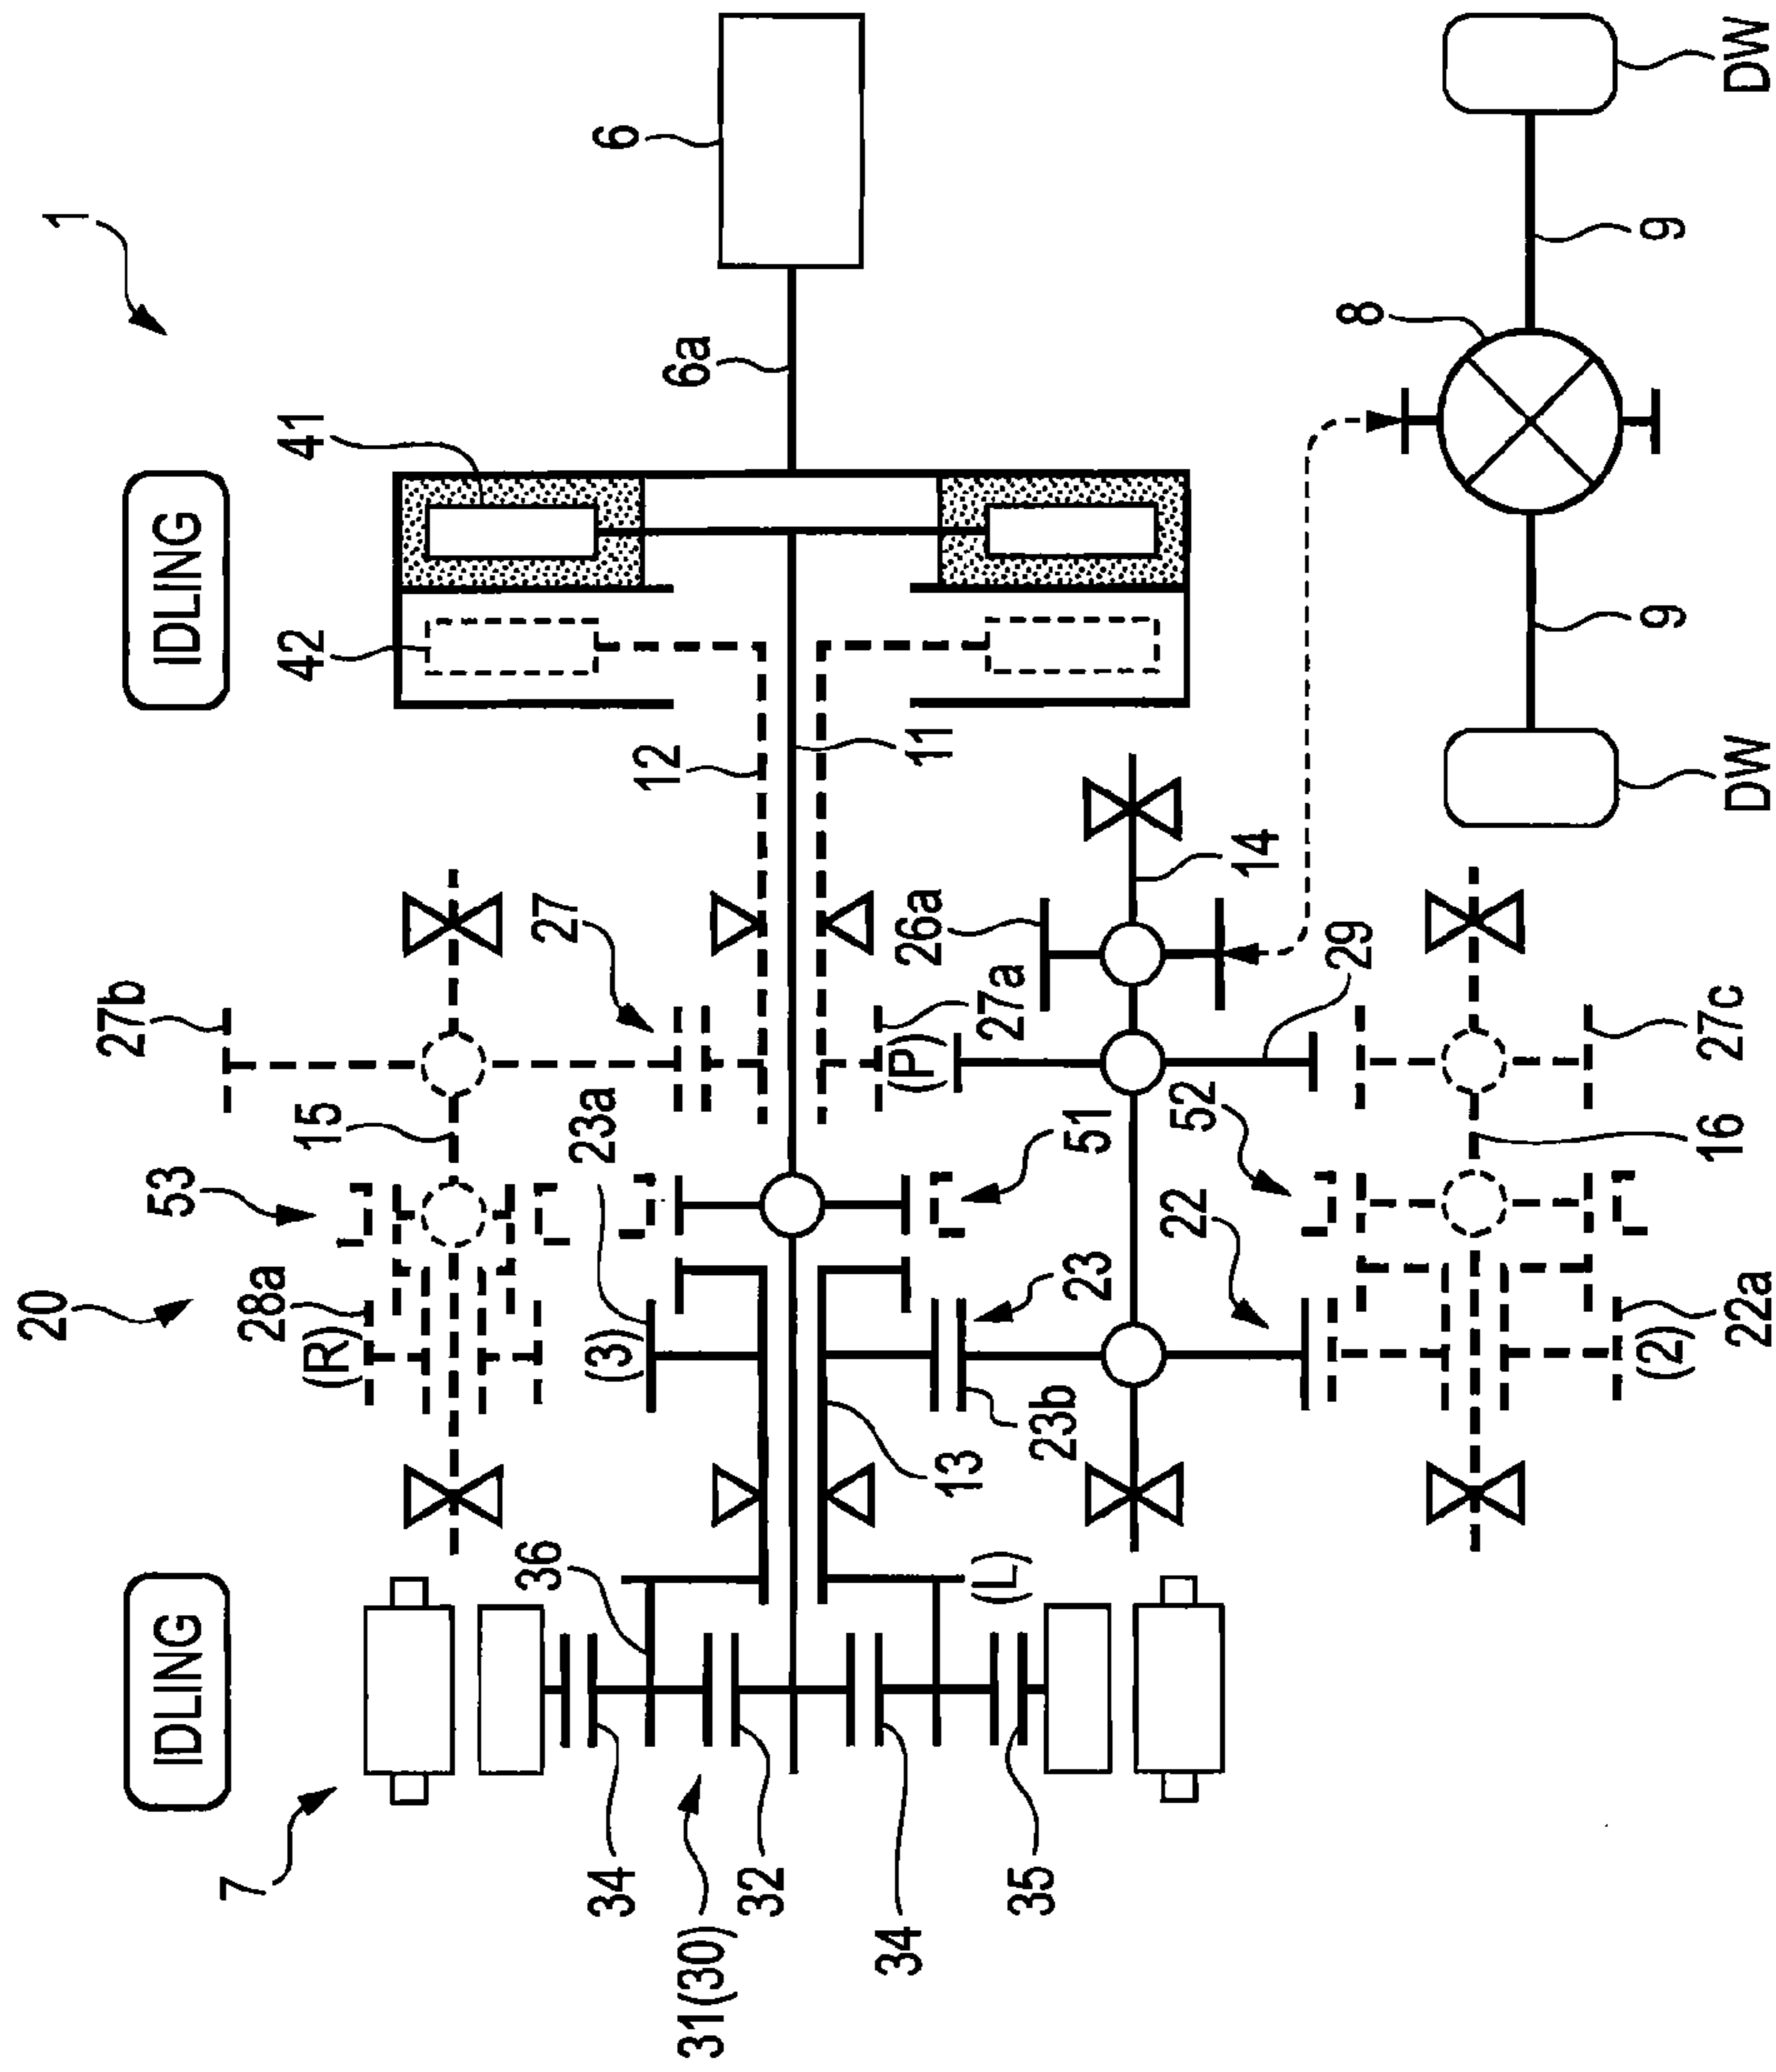 20
1
27b
IDLING
IDLING
53
7
28a
42
41
15
(R)
36
27
23a
(3)
34
6
12
6a
31(30)
32
34
(P)
26a
11
13
(L)
27a
35
23b
23
51
22
52
14
29
8
(2)
9
9
16
27c
22a
DW
DW